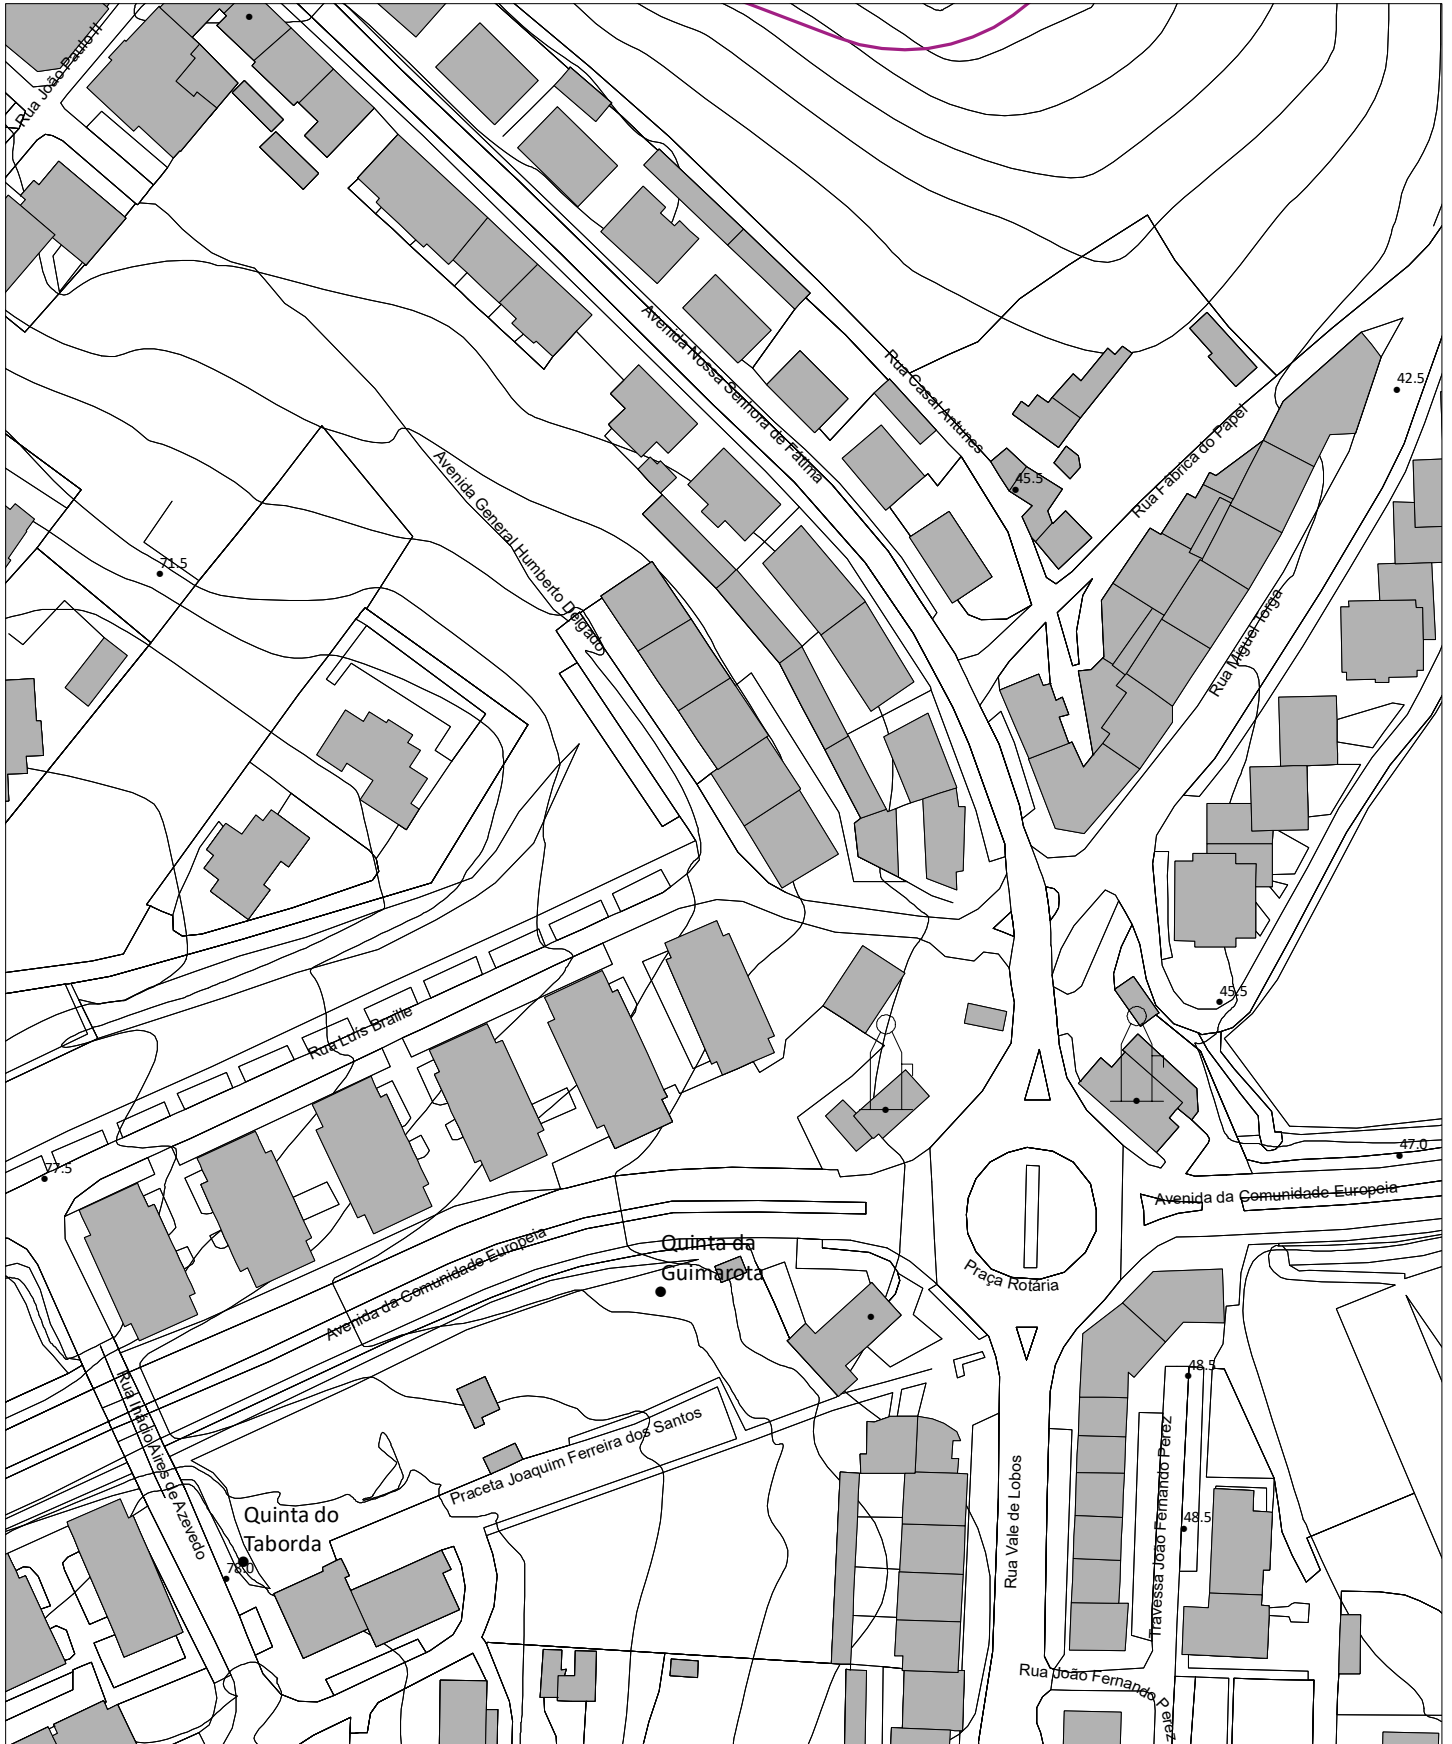 Rua João Paulo II
Avenida Nossa Senhora de Fátima
Rua Casal Antunes
42.5
Rua Fábrica do Papel
45.5
Avenida General Humberto Delgado
71.5
Rua Miguel Torga
45.5
Rua Luís Braille
47.0
77.5
Avenida da Comunidade Europeia
Quinta da
Guimarota
Avenida da Comunidade Europeia
Praça Rotária
48.5
Rua Inácio Aires de Azevedo
Praceta Joaquim Ferreira dos Santos
Quinta do
Taborda
78.0
Rua Vale de Lobos
Travessa João Fernando Perez
48.5
Rua João Fernando Perez